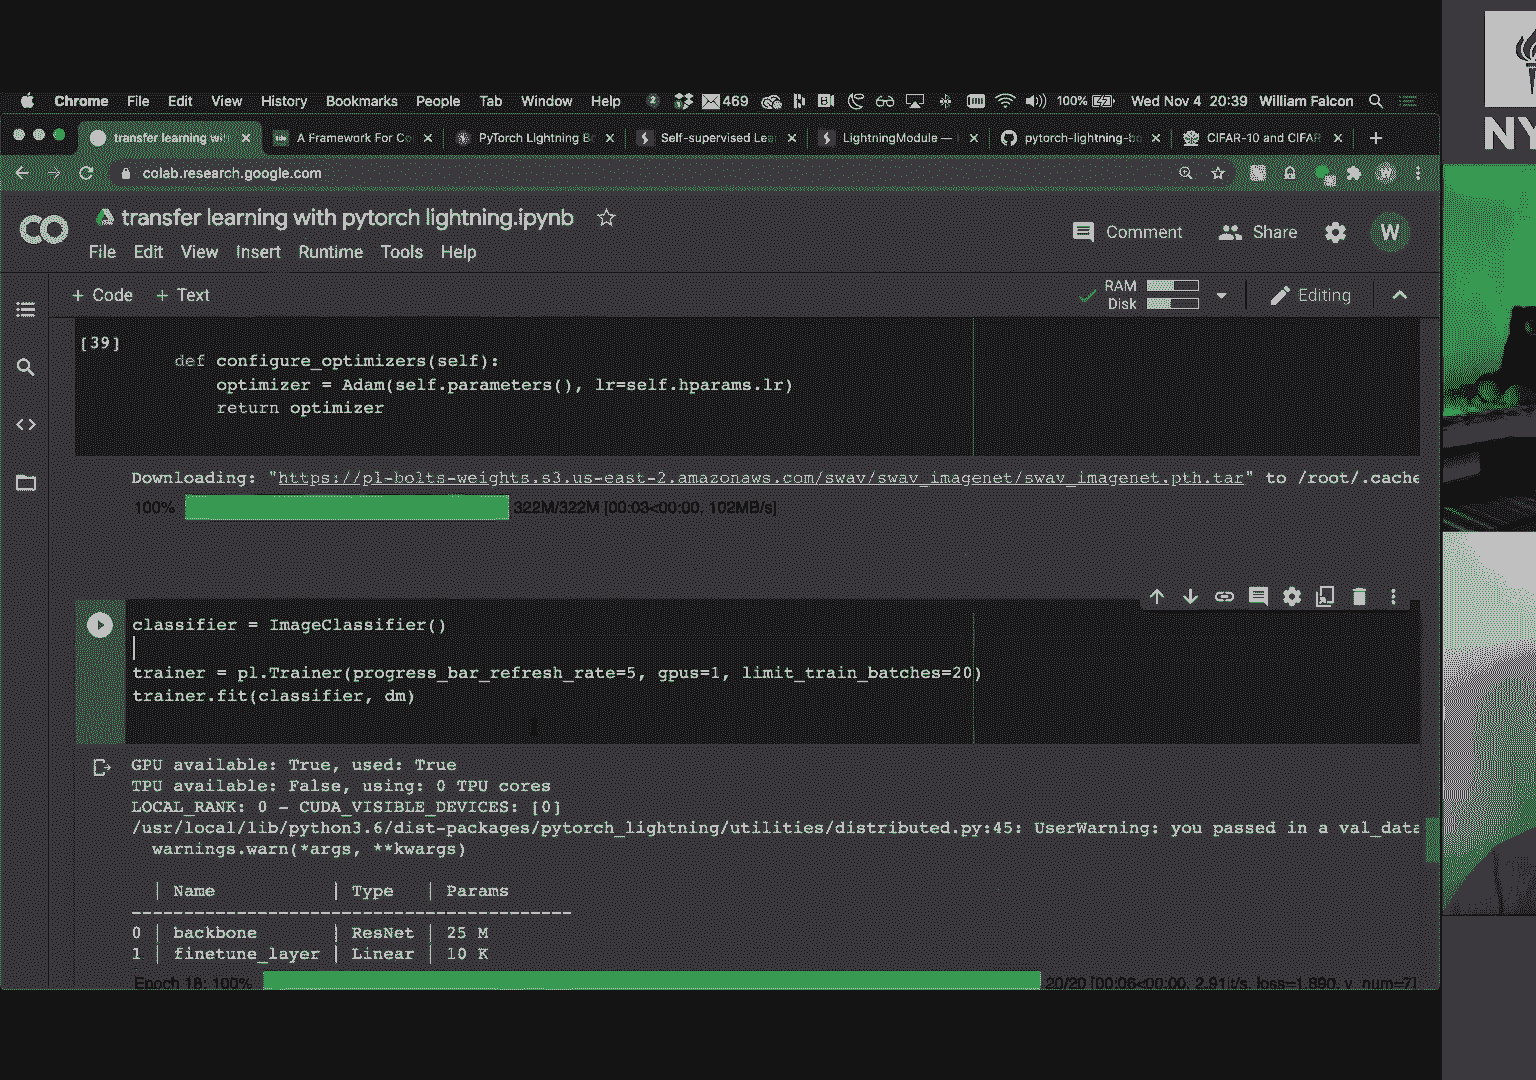 Chrome File Edit View History Bookmarks People Tab Window Help 2 469 100% Wed Nov 4 20:39 William Falcon
transfer learning wi A Framework For Co PyTorch Lightning B Self-supervised Lea LightningModule — pytorch-lightning-bo CIFAR-10 and CIFAR
colab.research.google.com W
NY
CO transfer learning with pytorch lightning.ipynb
File Edit View Insert Runtime Tools Help
Comment Share W
+ Code + Text
RAM
Disk
Editing
[39]
def configure_optimizers(self):
optimizer = Adam(self.parameters(), lr=self.hparams.lr)
return optimizer
Downloading: "https://pl-bolts-weights.s3.us-east-2.amazonaws.com/swav/swav_imagenet/swav_imagenet.pth.tar" to /root/.cache
100% 322M/322M [00:03<00:00, 102MB/s]
classifier = ImageClassifier()
trainer = pl.Trainer(progress_bar_refresh_rate=5, gpus=1, limit_train_batches=20)
trainer.fit(classifier, dm)
GPU available: True, used: True
TPU available: False, using: 0 TPU cores
LOCAL_RANK: 0 - CUDA_VISIBLE_DEVICES: [0]
/usr/local/lib/python3.6/dist-packages/pytorch_lightning/utilities/distributed.py:45: UserWarning: you passed in a val_data
warnings.warn(*args, **kwargs)
| Name | Type | Params
----------------------------------------
0 | backbone | ResNet | 25 M
1 | finetune_layer | Linear | 10 K
Epoch 18: 100% 20/20 [00:06<00:00, 2.91it/s, loss=1.890, v_num=7]